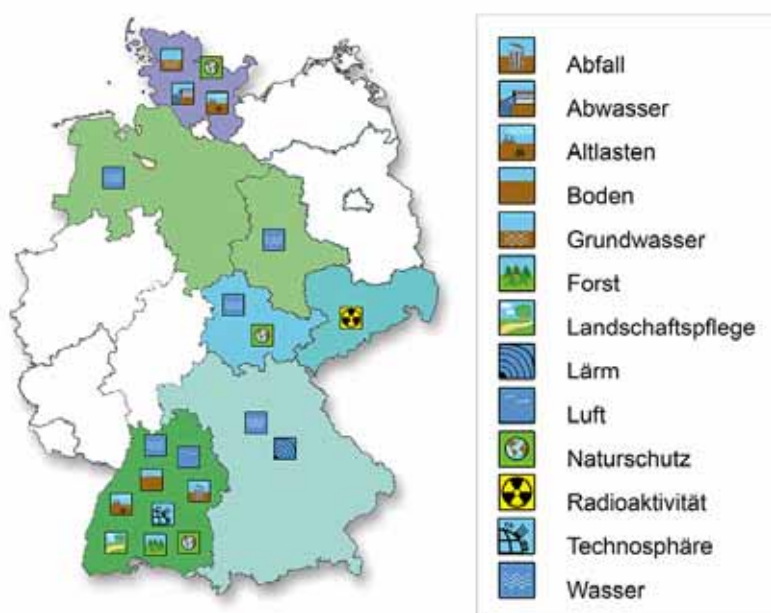 Abfall
Abwasser
Altlasten
Boden
Grundwasser
Forst
Landschaftspflege
Lärm
Luft
Naturschutz
Radioaktivität
Technosphäre
Wasser